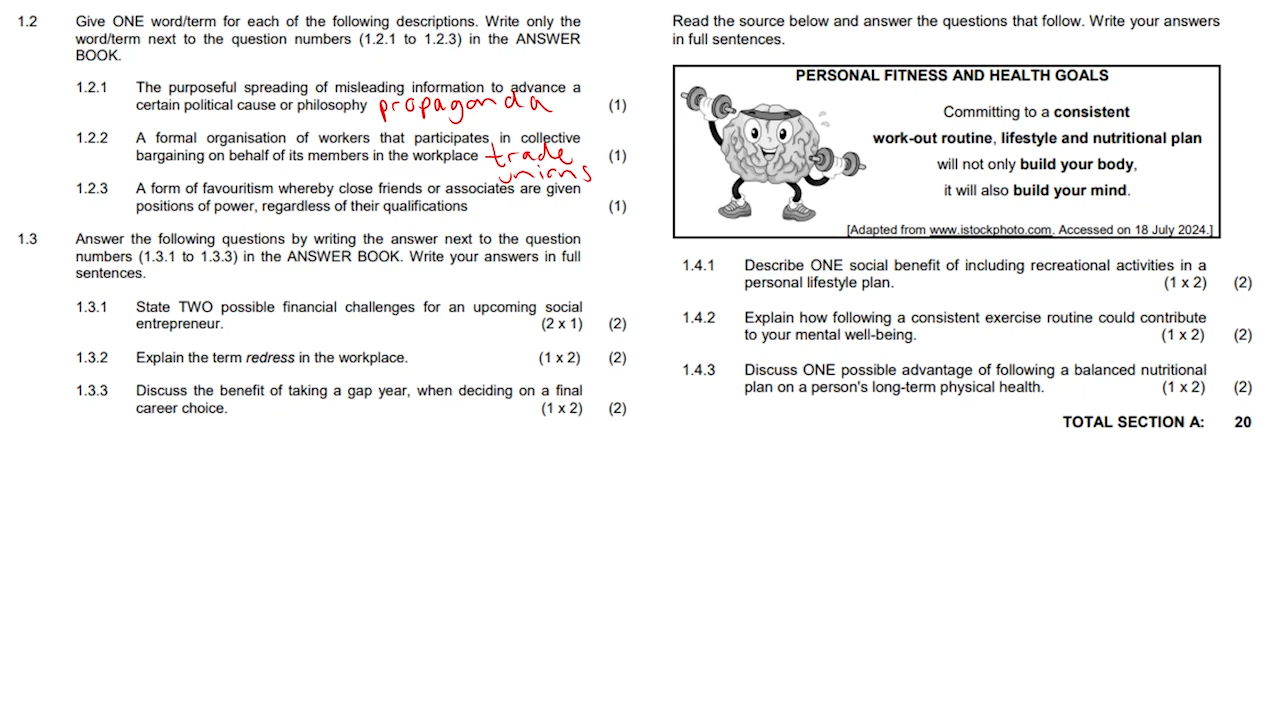 1.2 Give ONE word/term for each of the following descriptions. Write only the
word/term next to the question numbers (1.2.1 to 1.2.3) in the ANSWER
BOOK.
1.2.1 The purposeful spreading of misleading information to advance a
certain political cause or philosophy propaganda (1)
1.2.2 A formal organisation of workers that participates in collective
bargaining on behalf of its members in the workplace trade (1)
unions
1.2.3 A form of favouritism whereby close friends or associates are given
positions of power, regardless of their qualifications (1)
1.3 Answer the following questions by writing the answer next to the question
numbers (1.3.1 to 1.3.3) in the ANSWER BOOK. Write your answers in full
sentences.
1.3.1 State TWO possible financial challenges for an upcoming social
entrepreneur. (2 x 1) (2)
1.3.2 Explain the term redress in the workplace. (1 x 2) (2)
1.3.3 Discuss the benefit of taking a gap year, when deciding on a final
career choice. (1 x 2) (2)
Read the source below and answer the questions that follow. Write your answers
in full sentences.
PERSONAL FITNESS AND HEALTH GOALS
Committing to a consistent
work-out routine, lifestyle and nutritional plan
will not only build your body,
it will also build your mind.
[Adapted from www.istockphoto.com. Accessed on 18 July 2024.]
1.4.1 Describe ONE social benefit of including recreational activities in a
personal lifestyle plan. (1 x 2) (2)
1.4.2 Explain how following a consistent exercise routine could contribute
to your mental well-being. (1 x 2) (2)
1.4.3 Discuss ONE possible advantage of following a balanced nutritional
plan on a person's long-term physical health. (1 x 2) (2)
TOTAL SECTION A: 20